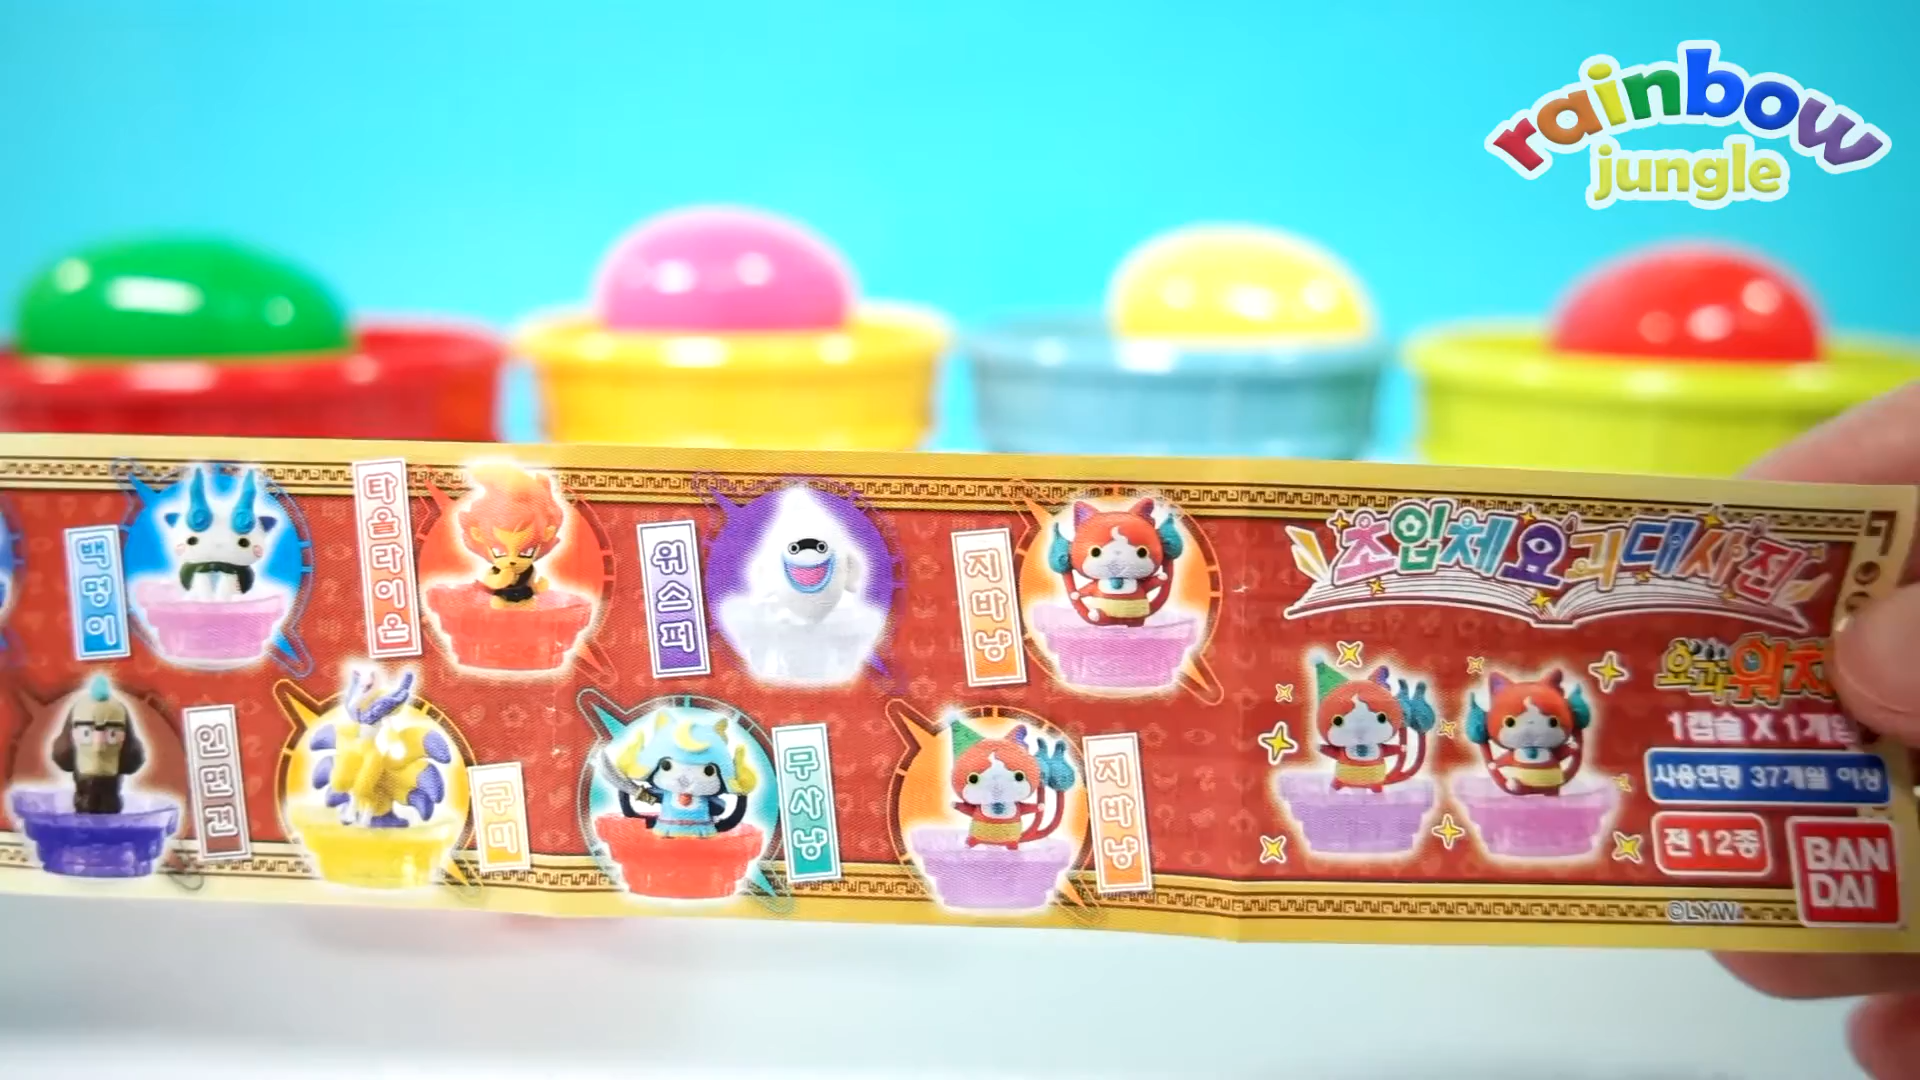 rainbow
jungle
백멍이
타올라이온
위스퍼
지바냥
초입체요괴대사전
요괴워치
1캡슐 X 1개입
사용연령 37개월 이상
전 12종
BAN
DAI
©LYW
인면견
구미
무사냥
지바냥